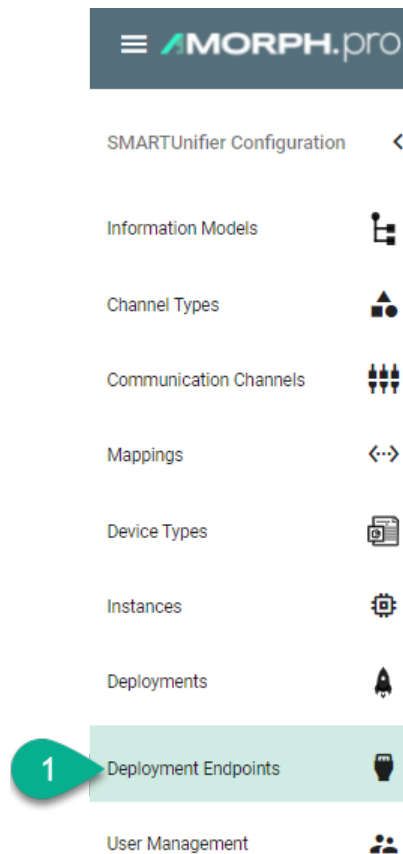 AMORPH.pro
SMARTUnifier Configuration
Information Models
Channel Types
Communication Channels
Mappings
Device Types
Instances
Deployments
1
Deployment Endpoints
User Management